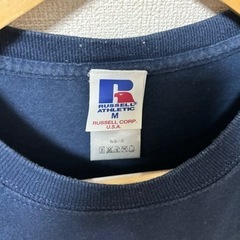 R
RUSSELL
ATHLETIC
M
RUSSELL CORP.
U.S.A.